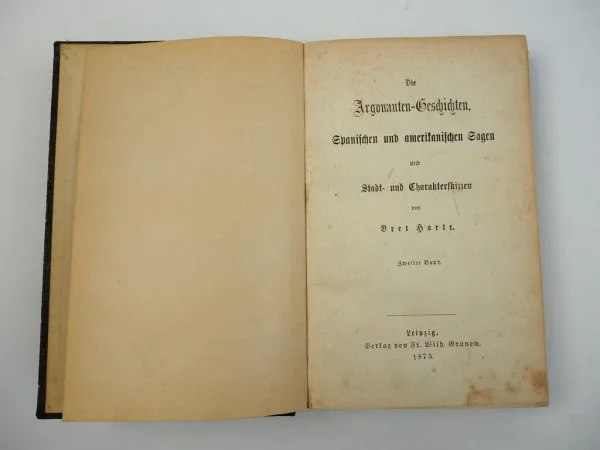 Die
Argonauten-Geschichten,
Spanischen und amerikanischen Sagen
und
Stadt- und Charakterskizzen
von
Bret Harte.
Zweiter Band.
Leipzig,
Verlag von Fr. Wilh. Grunow.
1873.